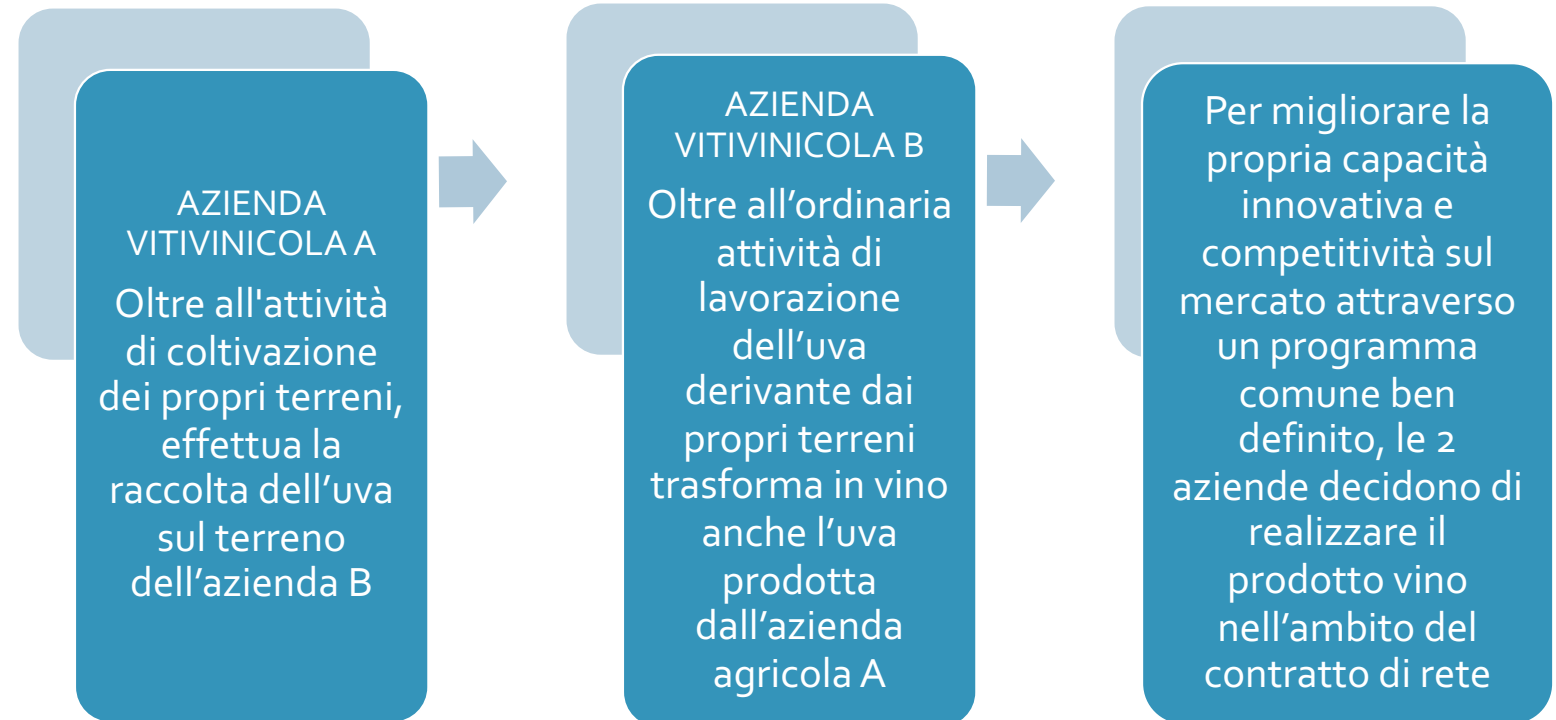 AZIENDA
VITIVINICOLA A
Oltre all'attività
di coltivazione
dei propri terreni,
effettua la
raccolta dell’uva
sul terreno
dell’azienda B
AZIENDA
VITIVINICOLA B
Oltre all’ordinaria
attività di
lavorazione
dell’uva
derivante dai
propri terreni
trasforma in vino
anche l’uva
prodotta
dall’azienda
agricola A
Per migliorare la
propria capacità
innovativa e
competitività sul
mercato attraverso
un programma
comune ben
definito, le 2
aziende decidono di
realizzare il
prodotto vino
nell’ambito del
contratto di rete